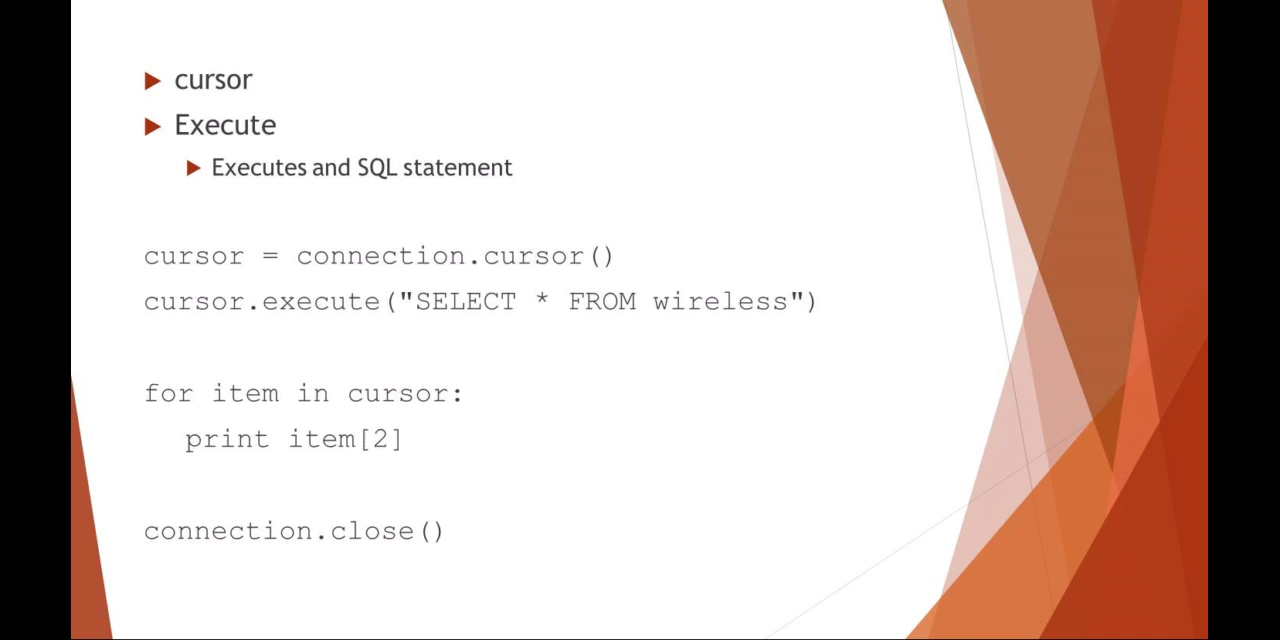 cursor
Execute
Executes and SQL statement
cursor = connection.cursor()
cursor.execute("SELECT * FROM wireless")
for item in cursor:
print item[2]
connection.close()